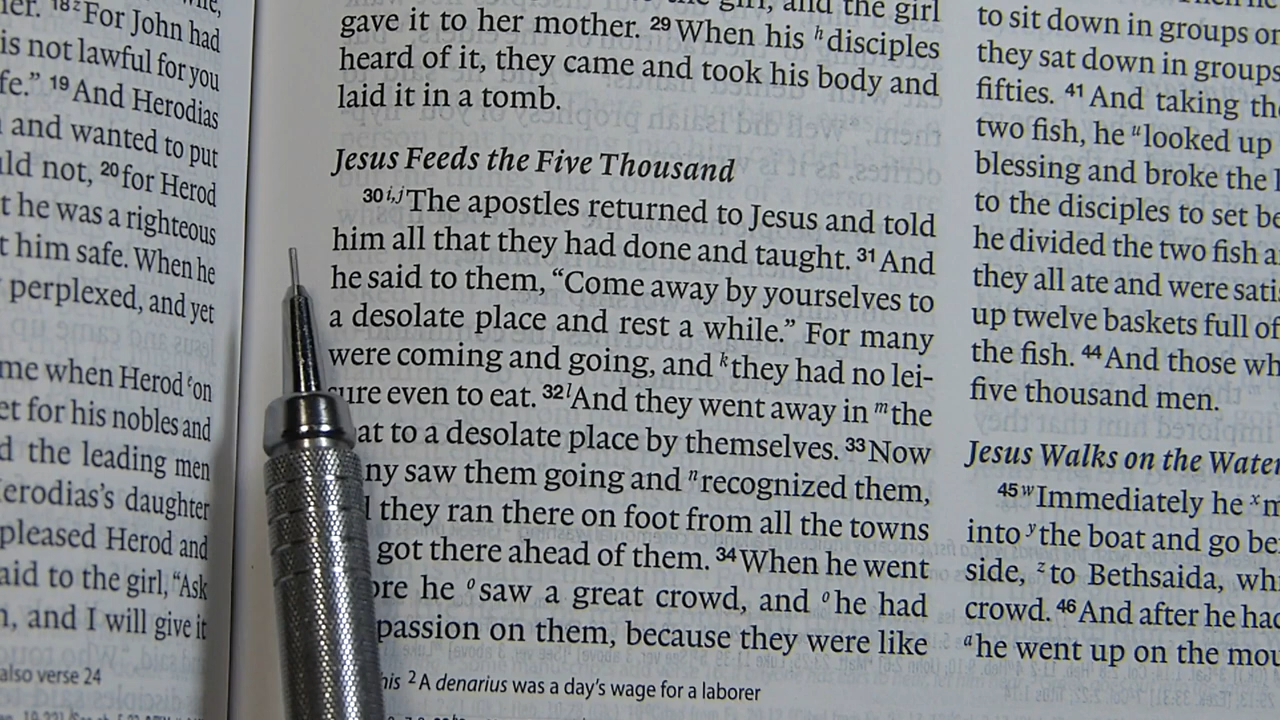 18 z For John had
is not lawful for you
19 And Herodias
and wanted to put
not, 20 for Herod
he was a righteous
him safe. When he
perplexed, and yet
when Herod t on
for his nobles and
the leading men
Herodias's daughter
pleased Herod and
to the girl, "Ask
and I will give it
also verse 24
girl, and the girl
gave it to her mother. 29 When his h disciples
heard of it, they came and took his body and
laid it in a tomb.
Jesus Feeds the Five Thousand
30 i,j The apostles returned to Jesus and told
him all that they had done and taught. 31 And
he said to them, "Come away by yourselves to
a desolate place and rest a while." For many
were coming and going, and k they had no lei-
sure even to eat. 32 l And they went away in m the
to a desolate place by themselves. 33 Now
saw them going and n recognized them,
they ran there on foot from all the towns
got there ahead of them. 34 When he went
he o saw a great crowd, and o he had
on them, because they were like
2 A denarius was a day's wage for a laborer
to sit down in groups
they sat down in groups
fifties. 41 And taking
two fish, he u looked up
blessing and broke the
to the disciples to set
he divided the two fish
they all ate and were
up twelve baskets full of
the fish. 44 And those
five thousand men.
Jesus Walks on the Water
45 w Immediately he x
into y the boat and go
side, z to Bethsaida,
crowd. 46 And after he
a he went up on the